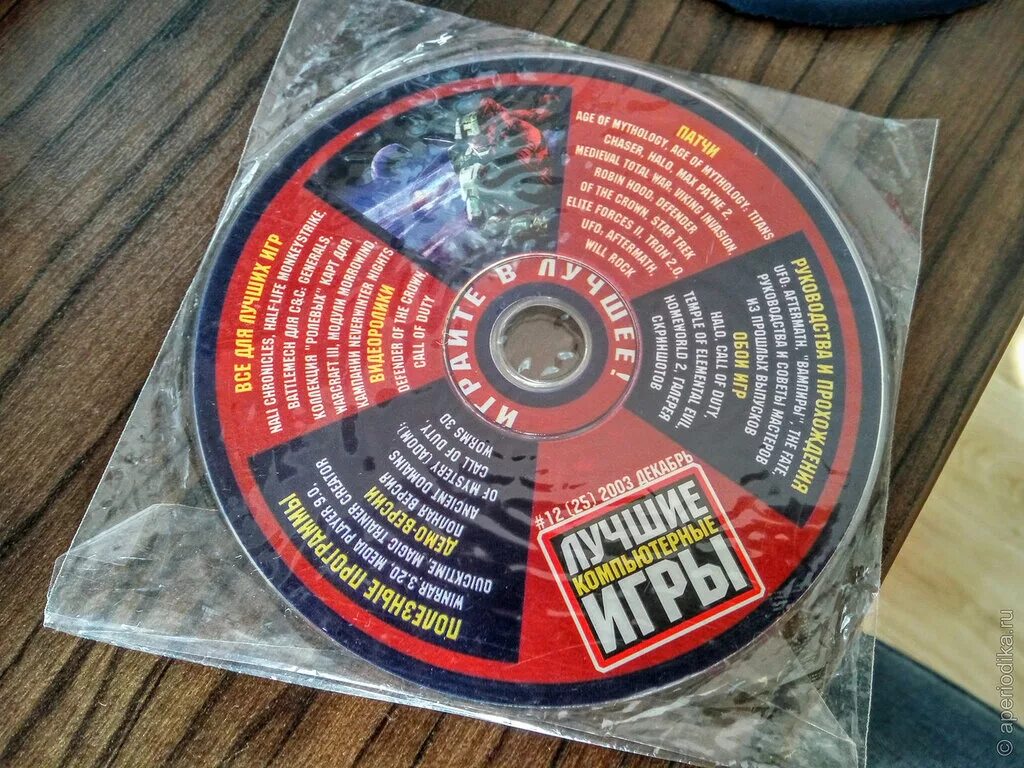 ИГРАЙТЕ В ЛУЧШЕЕ!
ПАТЧИ
AGE OF MYTHOLOGY, AGE OF MYTHOLOGY. TITANS
CHASER, HALO, MAX PAYNE 2,
MEDIEVAL TOTAL WAR. VIKING INVASION,
ROBIN HOOD. DEFENDER
OF THE CROWN, STAR TREK
ELITE FORCES II, TRON 2.0,
UFO: AFTERMATH,
WILL ROCK
РУКОВОДСТВА И ПРОХОЖДЕНИЯ
UFO: AFTERMATH, "ВАМПИРЫ", THE FATE,
РУКОВОДСТВА И СОВЕТЫ МАСТЕРОВ
ИЗ ПРОШЛЫХ ВЫПУСКОВ
ОБОИ ИГР
HALO, CALL OF DUTY,
TEMPLE OF ELEMENTAL EVIL,
HOMEWORLD 2, ГАЛЕРЕЯ
СКРИНШОТОВ
#12 (25) 2003 ДЕКАБРЬ
ЛУЧШИЕ
КОМПЬЮТЕРНЫЕ
ИГРЫ
ПОЛЕЗНЫЕ ПРОГРАММЫ
WINRAR 3.20, MEDIA PLAYER 9.0,
QUICKTIME, MAGIC TRAINER CREATOR
ДЕМО-ВЕРСИИ
ПОЛНАЯ ВЕРСИЯ
ANCIENT DOMAINS
OF MYSTERY (ADOM);
CALL OF DUTY
WORMS 3D
ВСЕ ДЛЯ ЛУЧШИХ ИГР
NALI CHRONICLES, HALF-LIFE MONKEYSTRIKE,
BATTLEMECH ДЛЯ C&C: GENERALS,
КОЛЛЕКЦИЯ "РОЛЕВЫХ" КАРТ ДЛЯ
WARCRAFT III, МОДУЛИ MORROWIND,
КАМПАНИИ NEVERWINTER NIGHTS
ВИДЕОРОЛИКИ
DEFENDER OF THE CROWN,
CALL OF DUTY
© aperiodika.ru